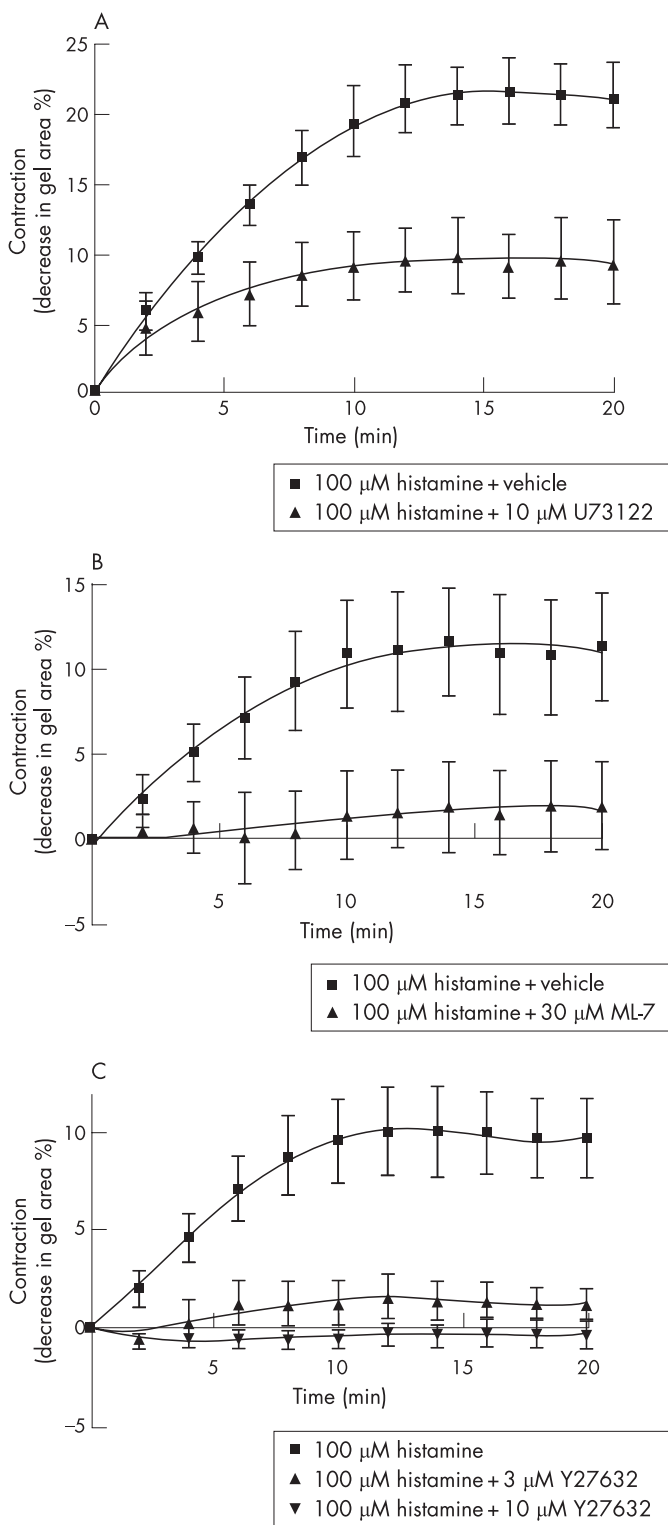 A
25
20
15
10
5
0
Contraction
(decrease in gel area %)
0 5 10 15 20
Time (min)
■ 100 μM histamine + vehicle
▲ 100 μM histamine + 10 μM U73122
B
15
10
5
0
–5
Contraction
(decrease in gel area %)
5 10 15 20
Time (min)
■ 100 μM histamine + vehicle
▲ 100 μM histamine + 30 μM ML-7
C
10
5
0
–5
Contraction
(decrease in gel area %)
5 10 15 20
Time (min)
■ 100 μM histamine
▲ 100 μM histamine + 3 μM Y27632
▼ 100 μM histamine + 10 μM Y27632